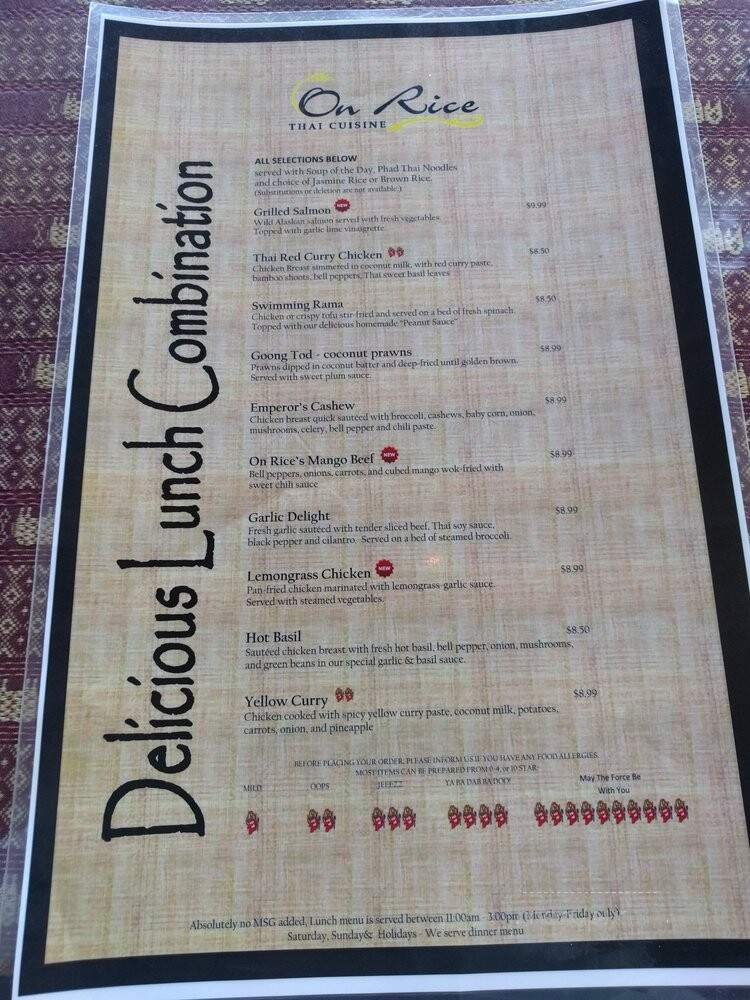 On Rice
THAI CUISINE
Delicious Lunch Combination
ALL SELECTIONS BELOW
served with Soup of the Day, Phad Thai Noodles
and choice of Jasmine Rice or Brown Rice.
(Substitutions or deletion are not available.)
Grilled Salmon NEW $9.99
Wild Alaskan salmon served with fresh vegetables.
Topped with garlic lime vinaigrette.
Thai Red Curry Chicken $8.50
Chicken Breast simmered in coconut milk, with red curry paste,
bamboo shoots, bell peppers, Thai sweet basil leaves
Swimming Rama $8.50
Chicken or crispy tofu stir-fried and served on a bed of fresh spinach.
Topped with our delicious homemade "Peanut Sauce"
Goong Tod - coconut prawns $8.99
Prawns dipped in coconut batter and deep-fried until golden brown.
Served with sweet plum sauce.
Emperor's Cashew $8.99
Chicken breast quick sautéed with broccoli, cashews, baby corn, onion,
mushrooms, celery, bell pepper and chili paste.
On Rice's Mango Beef NEW $8.99
Bell peppers, onions, carrots, and cubed mango wok-fried with
sweet chili sauce
Garlic Delight $8.99
Fresh garlic sautéed with tender sliced beef, Thai soy sauce,
black pepper and cilantro. Served on a bed of steamed broccoli.
Lemongrass Chicken NEW $8.99
Pan-fried chicken marinated with lemongrass-garlic sauce.
Served with steamed vegetables.
Hot Basil $8.50
Sautéed chicken breast with fresh hot basil, bell pepper, onion, mushrooms,
and green beans in our special garlic & basil sauce.
Yellow Curry $8.99
Chicken cooked with spicy yellow curry paste, coconut milk, potatoes,
carrots, onion, and pineapple
BEFORE PLACING YOUR ORDER, PLEASE INFORM US IF YOU HAVE ANY FOOD ALLERGIES.
MOST ITEMS CAN BE PREPARED FROM 0-4, or 10 STAR:
MILD OOPS JEEEZZ YA BA DAB BA DOO! May The Force Be
With You
Absolutely no MSG added, Lunch menu is served between 11:00am - 3:00pm (Monday-Friday only)
Saturday, Sunday& Holidays - We serve dinner menu